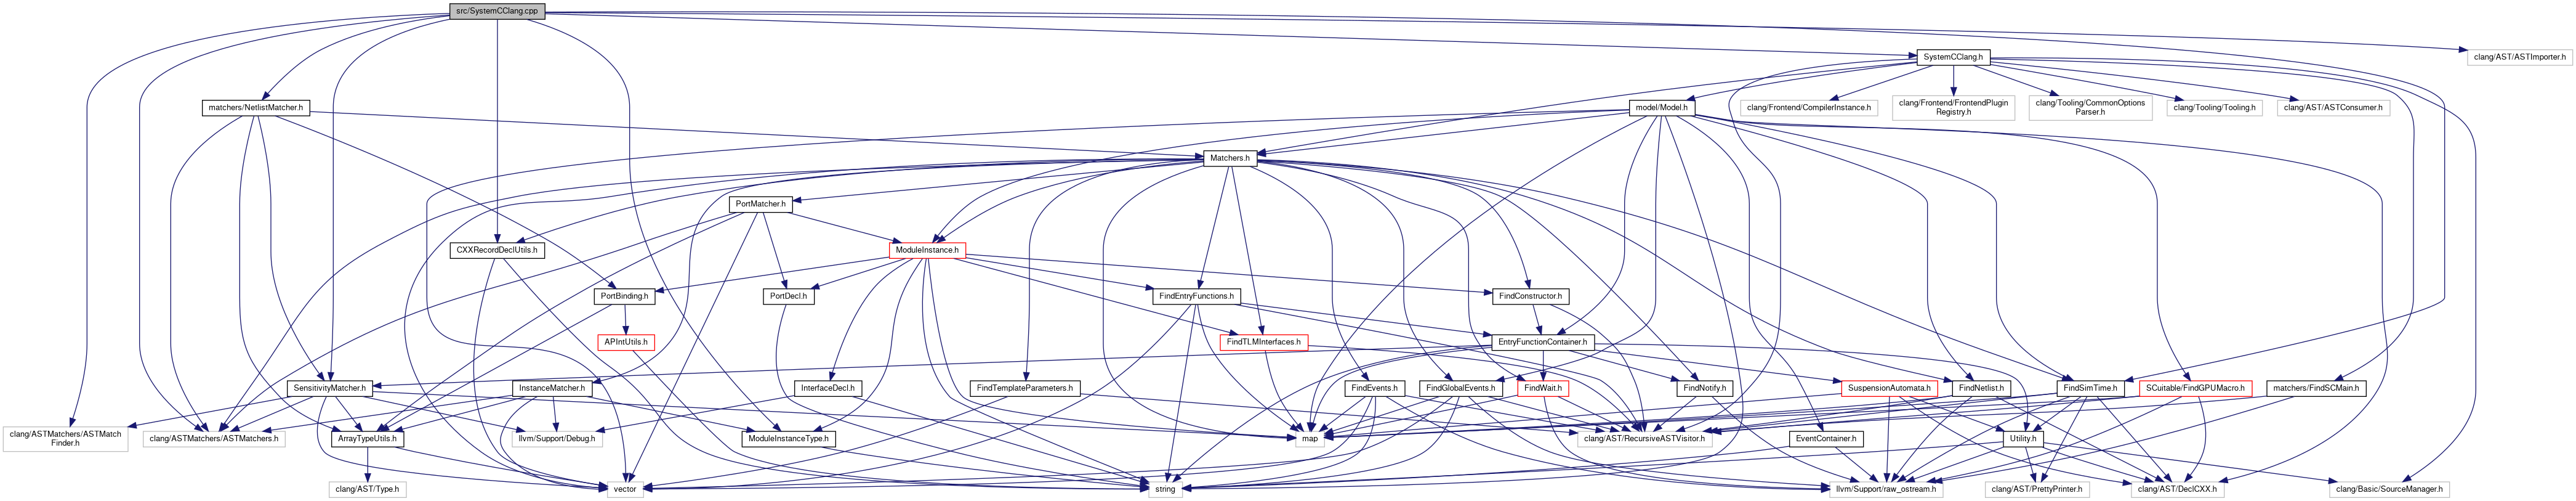 src/SystemCClang.cpp
SystemCClang.h
clang/AST/ASTImporter.h
matchers/NetlistMatcher.h
model/Model.h
clang/Frontend/CompilerInstance.h
clang/Frontend/FrontendPlugin
Registry.h
clang/Tooling/CommonOptions
Parser.h
clang/Tooling/Tooling.h
clang/AST/ASTConsumer.h
Matchers.h
PortMatcher.h
CXXRecordDeclUtils.h
ModuleInstance.h
PortBinding.h
PortDecl.h
FindEntryFunctions.h
FindConstructor.h
APIntUtils.h
FindTLMInterfaces.h
EntryFunctionContainer.h
SensitivityMatcher.h
InstanceMatcher.h
InterfaceDecl.h
FindTemplateParameters.h
FindEvents.h
FindGlobalEvents.h
FindWait.h
FindNotify.h
SuspensionAutomata.h
FindNetlist.h
FindSimTime.h
SCuitable/FindGPUMacro.h
matchers/FindSCMain.h
clang/ASTMatchers/ASTMatch
Finder.h
clang/ASTMatchers/ASTMatchers.h
ArrayTypeUtils.h
llvm/Support/Debug.h
ModuleInstanceType.h
map
clang/AST/RecursiveASTVisitor.h
EventContainer.h
Utility.h
clang/AST/Type.h
vector
string
llvm/Support/raw_ostream.h
clang/AST/PrettyPrinter.h
clang/AST/DeclCXX.h
clang/Basic/SourceManager.h